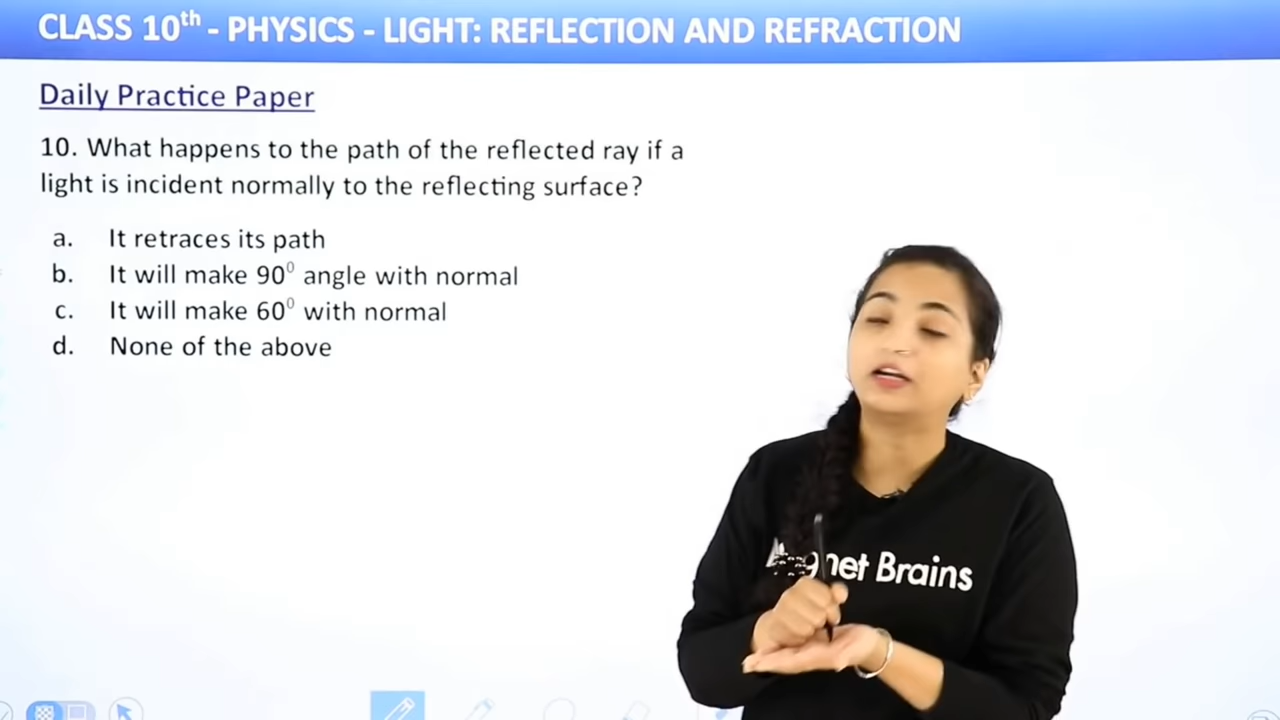 CLASS 10th - PHYSICS - LIGHT: REFLECTION AND REFRACTION
Daily Practice Paper
10. What happens to the path of the reflected ray if a
light is incident normally to the reflecting surface?
a. It retraces its path
b. It will make 90⁰ angle with normal
c. It will make 60⁰ with normal
d. None of the above
Brains